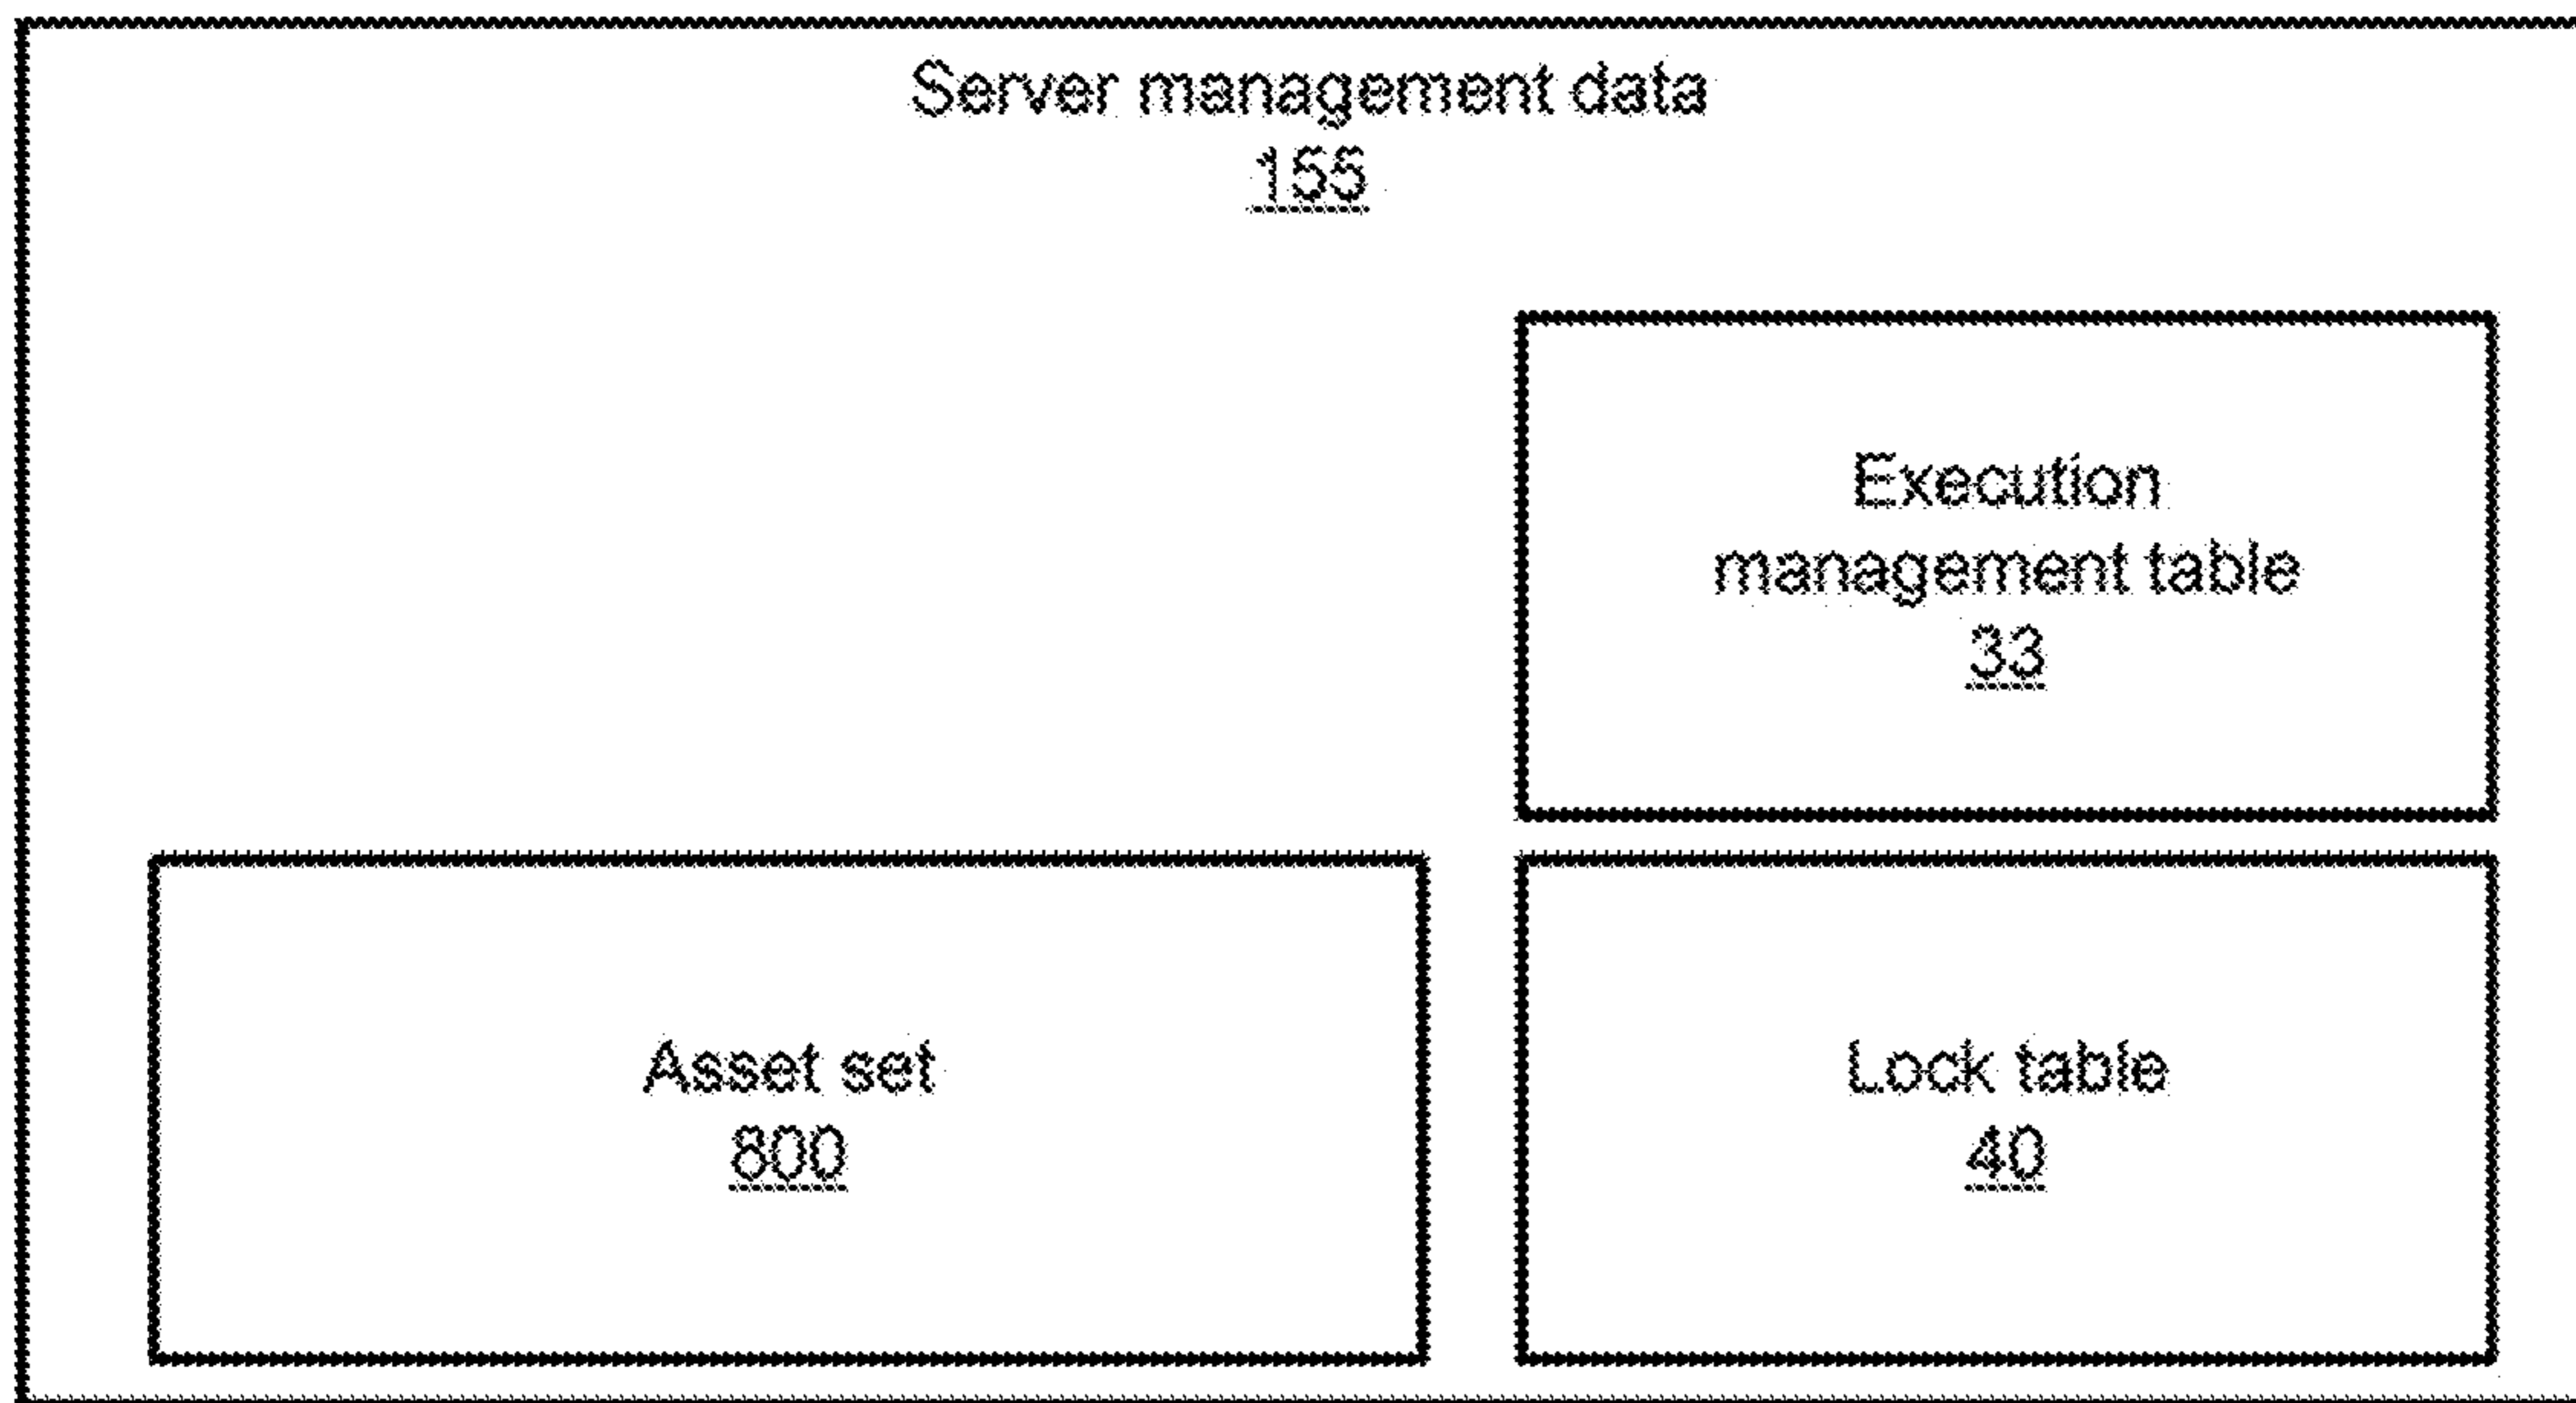 Server management data
155
Execution
management table
33
Asset set
800
Lock table
40